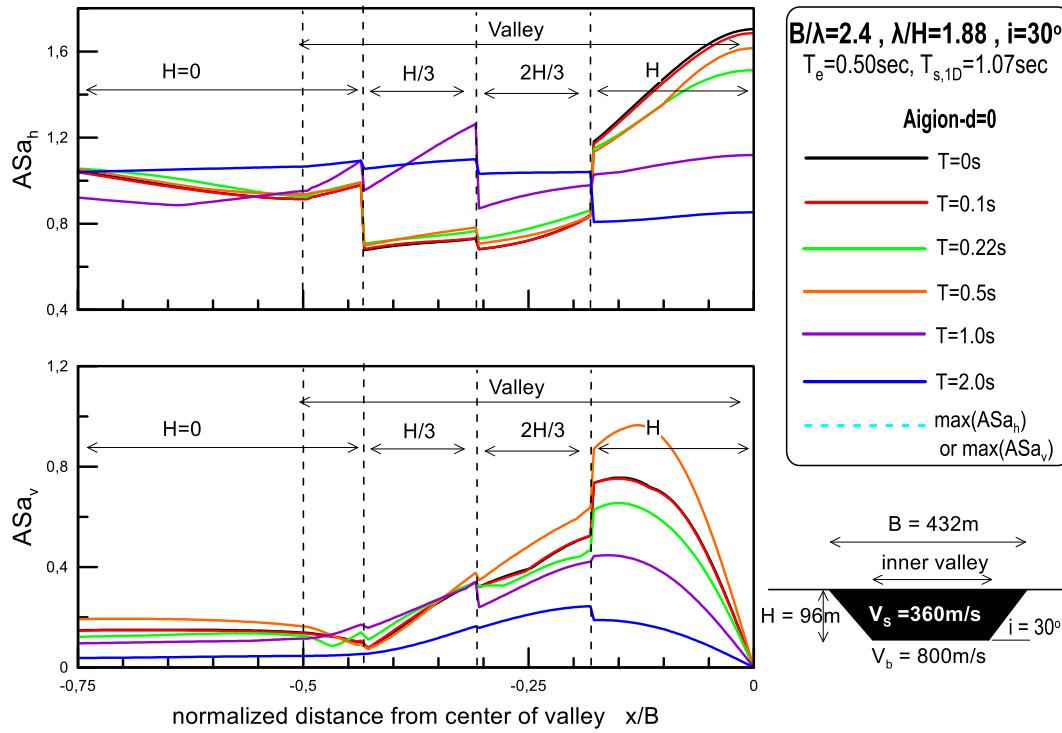 1.6
1.2
0.8
0,4
ASa_h
Valley
H=0
H/3
2H/3
H
1,2
0.8
0,4
0
ASa_v
Valley
H=0
H/3
2H/3
H
-0,75
-0,5
-0,25
0
normalized distance from center of valley x/B
B/λ=2.4 , λ/H=1.88 , i=30°
T_e=0.50sec, T_s,1D=1.07sec
Aigion-d=0
T=0s
T=0.1s
T=0.22s
T=0.5s
T=1.0s
T=2.0s
max(ASa_h)
or max(ASa_v)
B = 432m
inner valley
H = 96m
V_s =360m/s
i = 30°
V_b = 800m/s